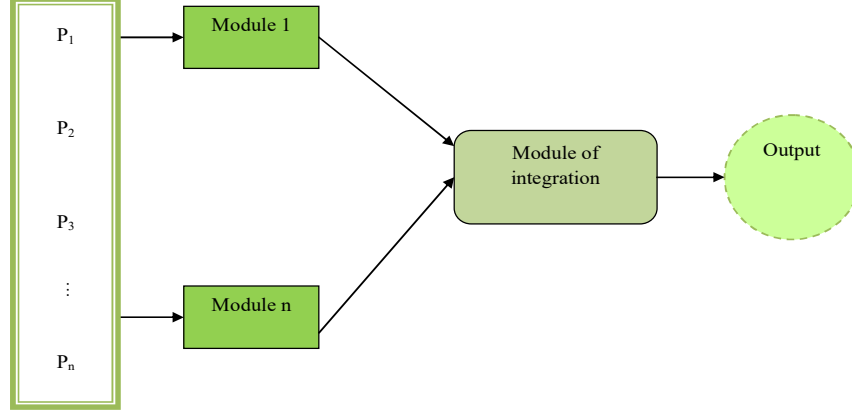 P₁
P₂
P₃
⋮
Pₙ
Module 1
Module n
Module of
integration
Output